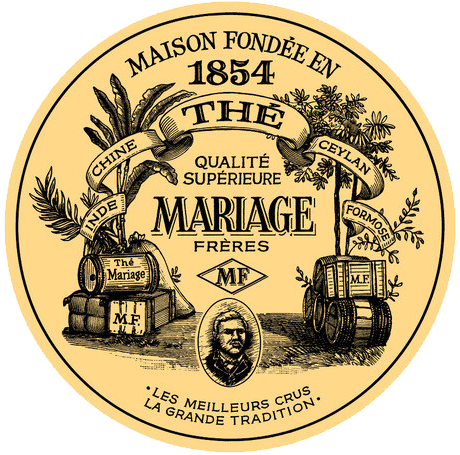 MAISON FONDÉE EN
1854
THÉ
CHINE
CEYLAN
INDE
FORMOSE
QUALITÉ
SUPÉRIEURE
MARIAGE
FRÈRES
MF
Thé
Mariage
M.F.
M.F.
• LES MEILLEURS CRUS
LA GRANDE TRADITION •